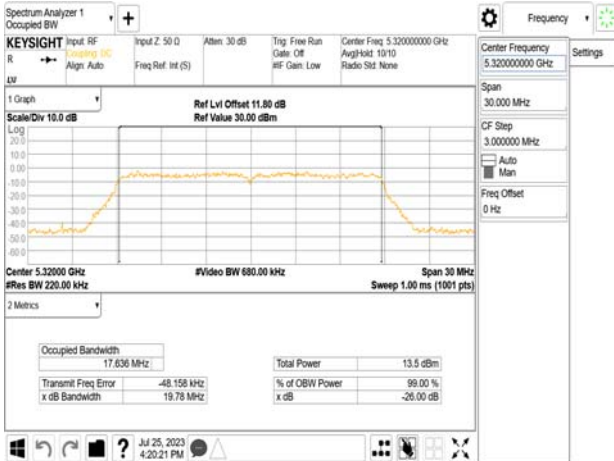 Spectrum Analyzer 1
Occupied BW
+
Frequency
KEYSIGHT
R
Input: RF
Coupling: DC
Align: Auto
Input Z: 50 Ω
Freq Ref: Int (S)
Atten: 30 dB
Trig: Free Run
Gate: Off
#IF Gain: Low
Center Freq: 5.320000000 GHz
Avg|Hold: 10/10
Radio Std: None
LU
Center Frequency
5.320000000 GHz
Settings
Span
30.000 MHz
CF Step
3.000000 MHz
Auto
Man
Freq Offset
0 Hz
1 Graph
Scale/Div 10.0 dB
Ref Lvl Offset 11.80 dB
Ref Value 30.00 dBm
Log
20.0
10.0
0.00
-10.0
-20.0
-30.0
-40.0
-50.0
-60.0
Center 5.32000 GHz
#Video BW 680.00 kHz
Span 30 MHz
#Res BW 220.00 kHz
Sweep 1.00 ms (1001 pts)
2 Metrics
Occupied Bandwidth
17.636 MHz
Total Power 13.5 dBm
Transmit Freq Error -48.158 kHz
% of OBW Power 99.00 %
x dB Bandwidth 19.78 MHz
x dB -26.00 dB
?
Jul 25, 2023
4:20:21 PM